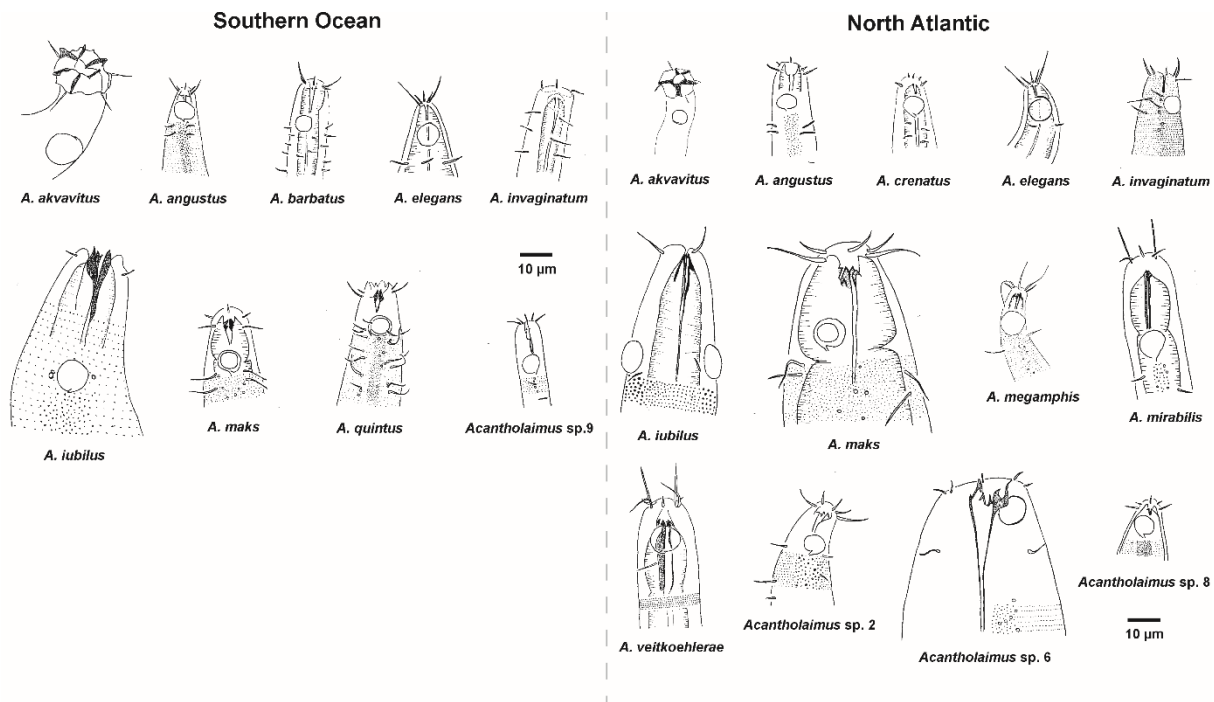 Southern Ocean
A. akvavitus
A. angustus
A. barbatus
A. elegans
A. invaginatum
10 µm
A. iubilus
A. maks
A. quintus
Acantholaimus sp.9
North Atlantic
A. akvavitus
A. angustus
A. crenatus
A. elegans
A. invaginatum
A. iubilus
A. maks
A. megamphis
A. mirabilis
A. veitkoehlerae
Acantholaimus sp. 2
Acantholaimus sp. 6
Acantholaimus sp. 8
10 µm